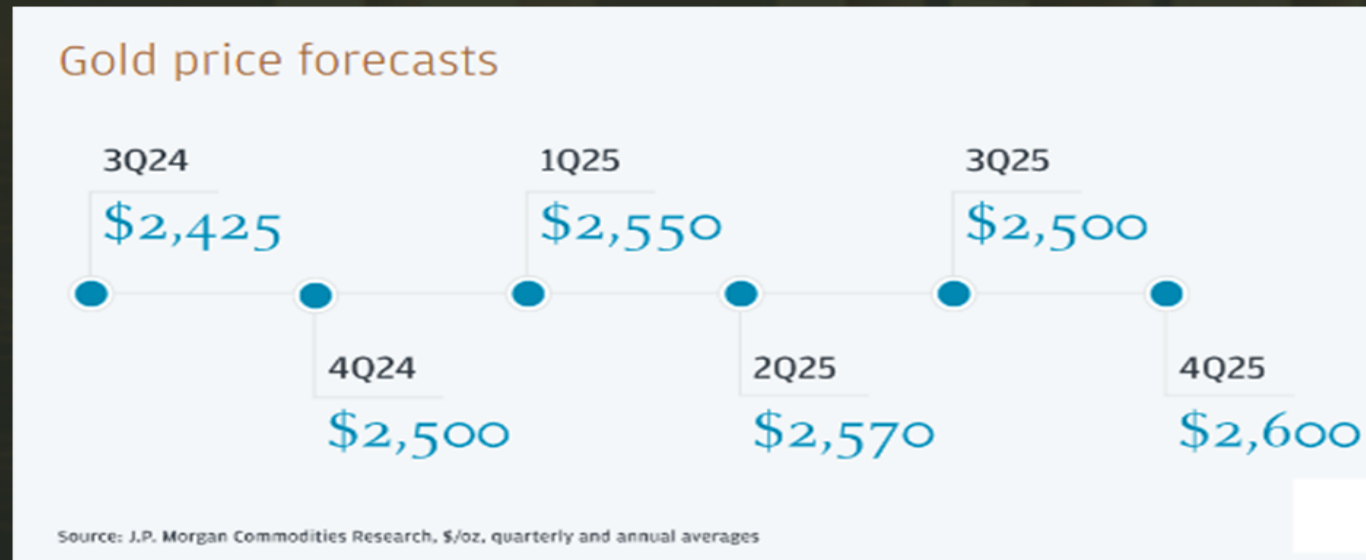 Gold price forecasts
3Q24
$2,425
4Q24
$2,500
1Q25
$2,550
2Q25
$2,570
3Q25
$2,500
4Q25
$2,600
Source: J.P. Morgan Commodities Research, $/oz, quarterly and annual averages